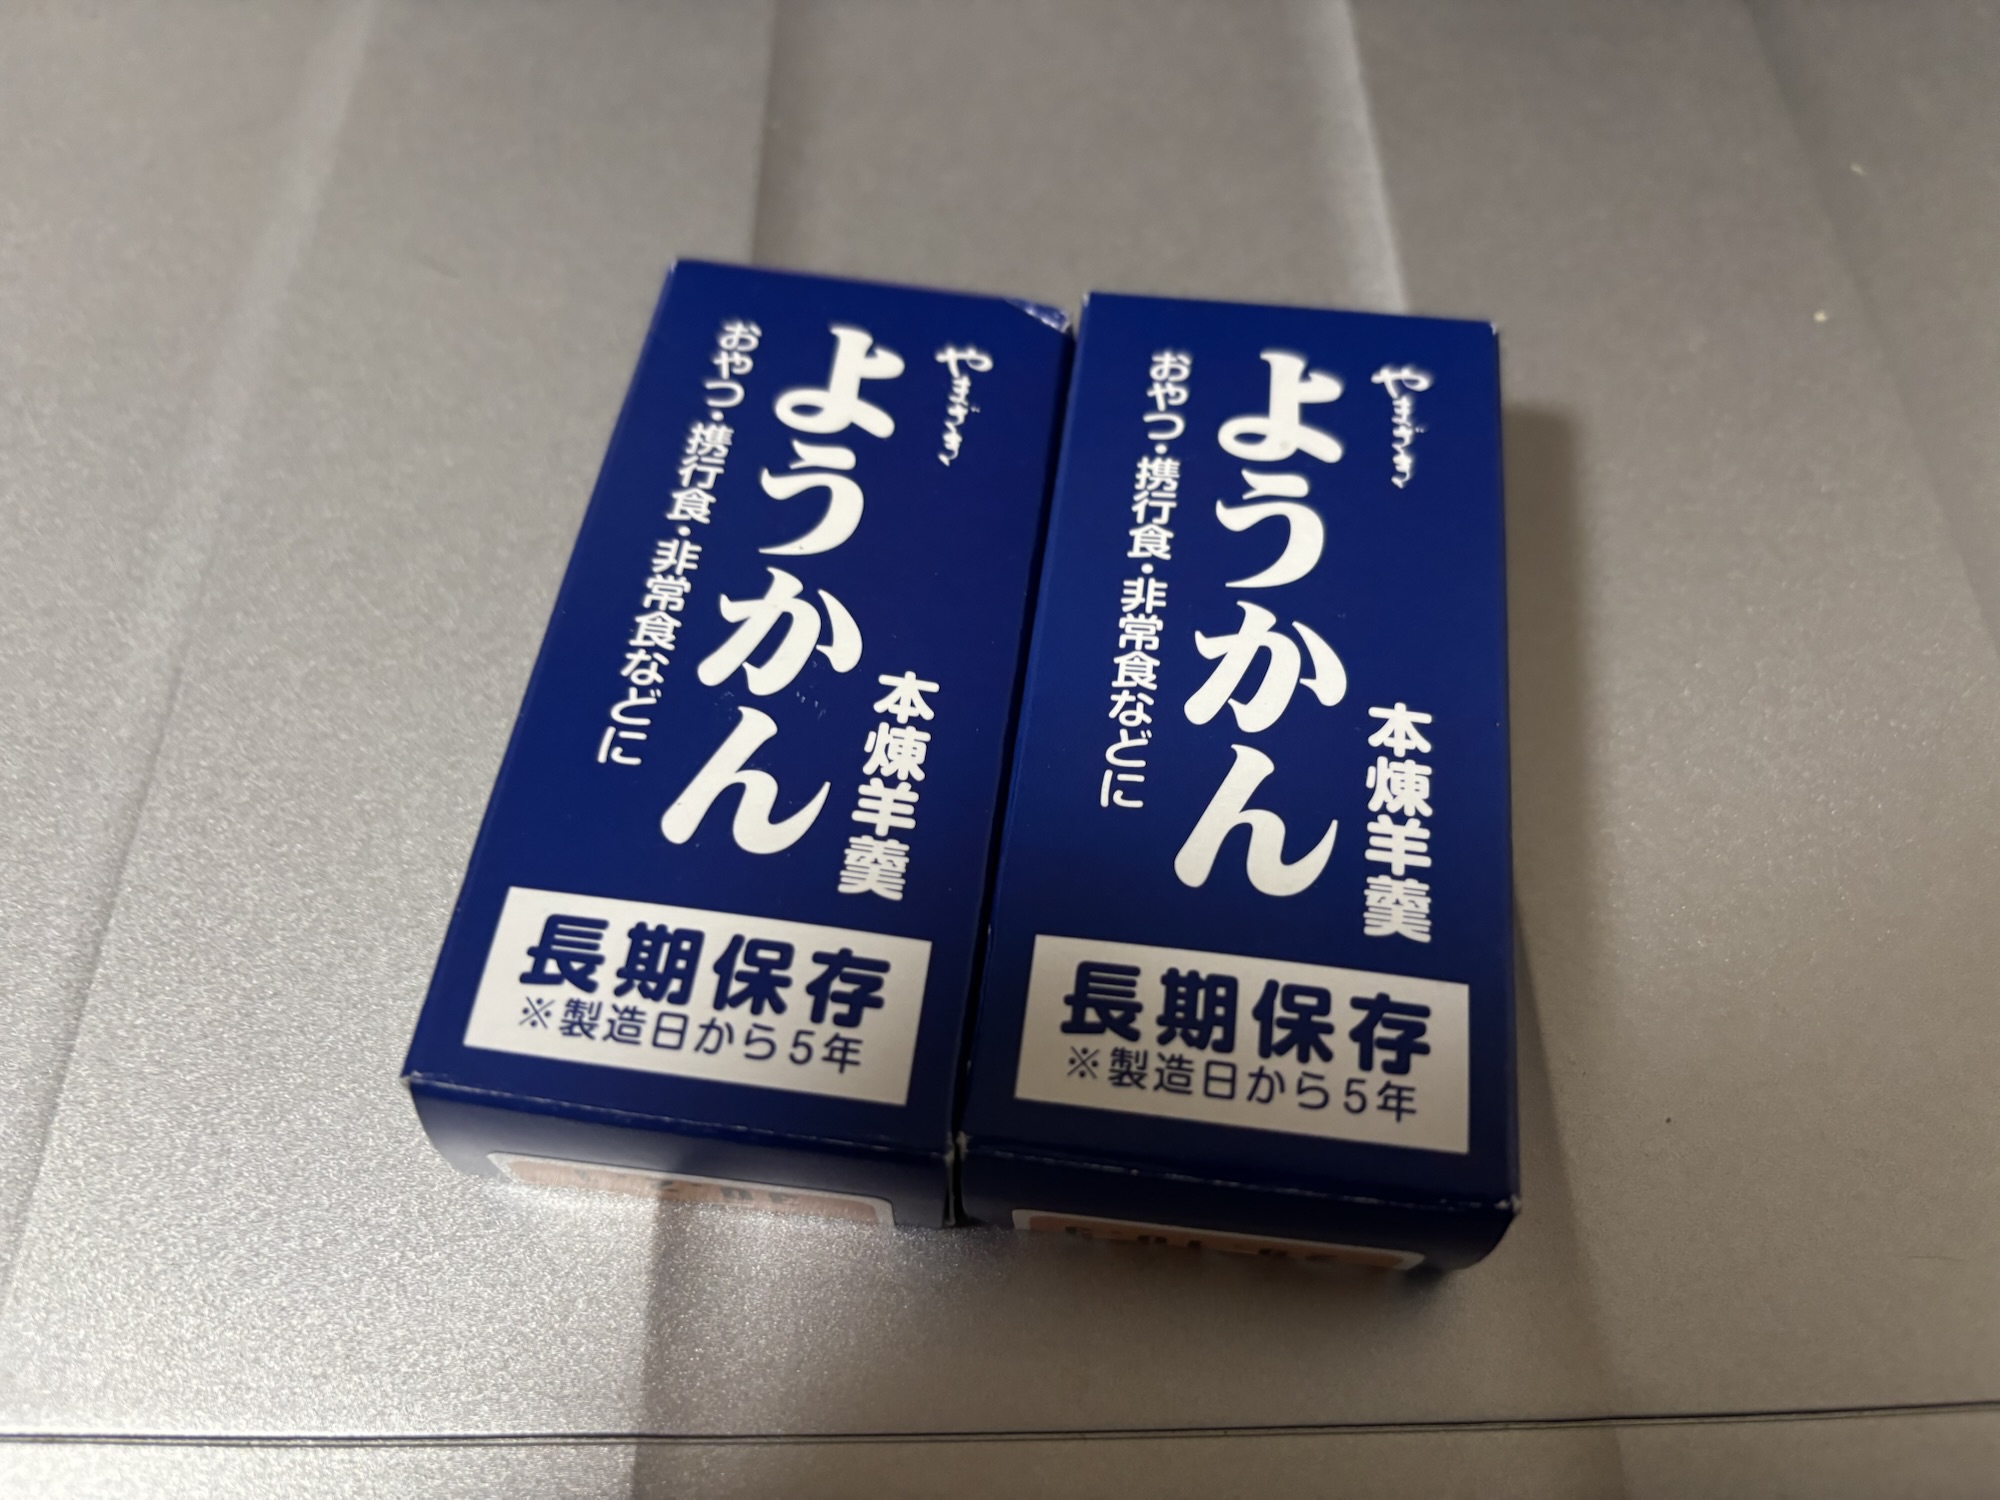 やまざき
ようかん
本煉羊羹
おやつ・携行食・非常食などに
長期保存
※製造日から5年
やまざき
ようかん
本煉羊羹
おやつ・携行食・非常食などに
長期保存
※製造日から5年